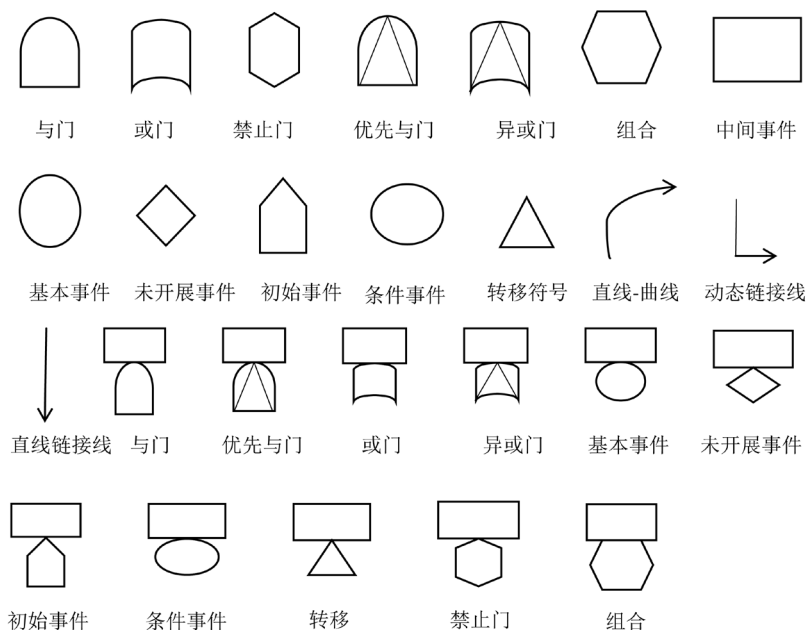 与门 或门 禁止门 优先与门 异或门 组合 中间事件
基本事件 未开展事件 初始事件 条件事件 转移符号 直线-曲线 动态链接线
直线链接线 与门 优先与门 或门 异或门 基本事件 未开展事件
初始事件 条件事件 转移 禁止门 组合